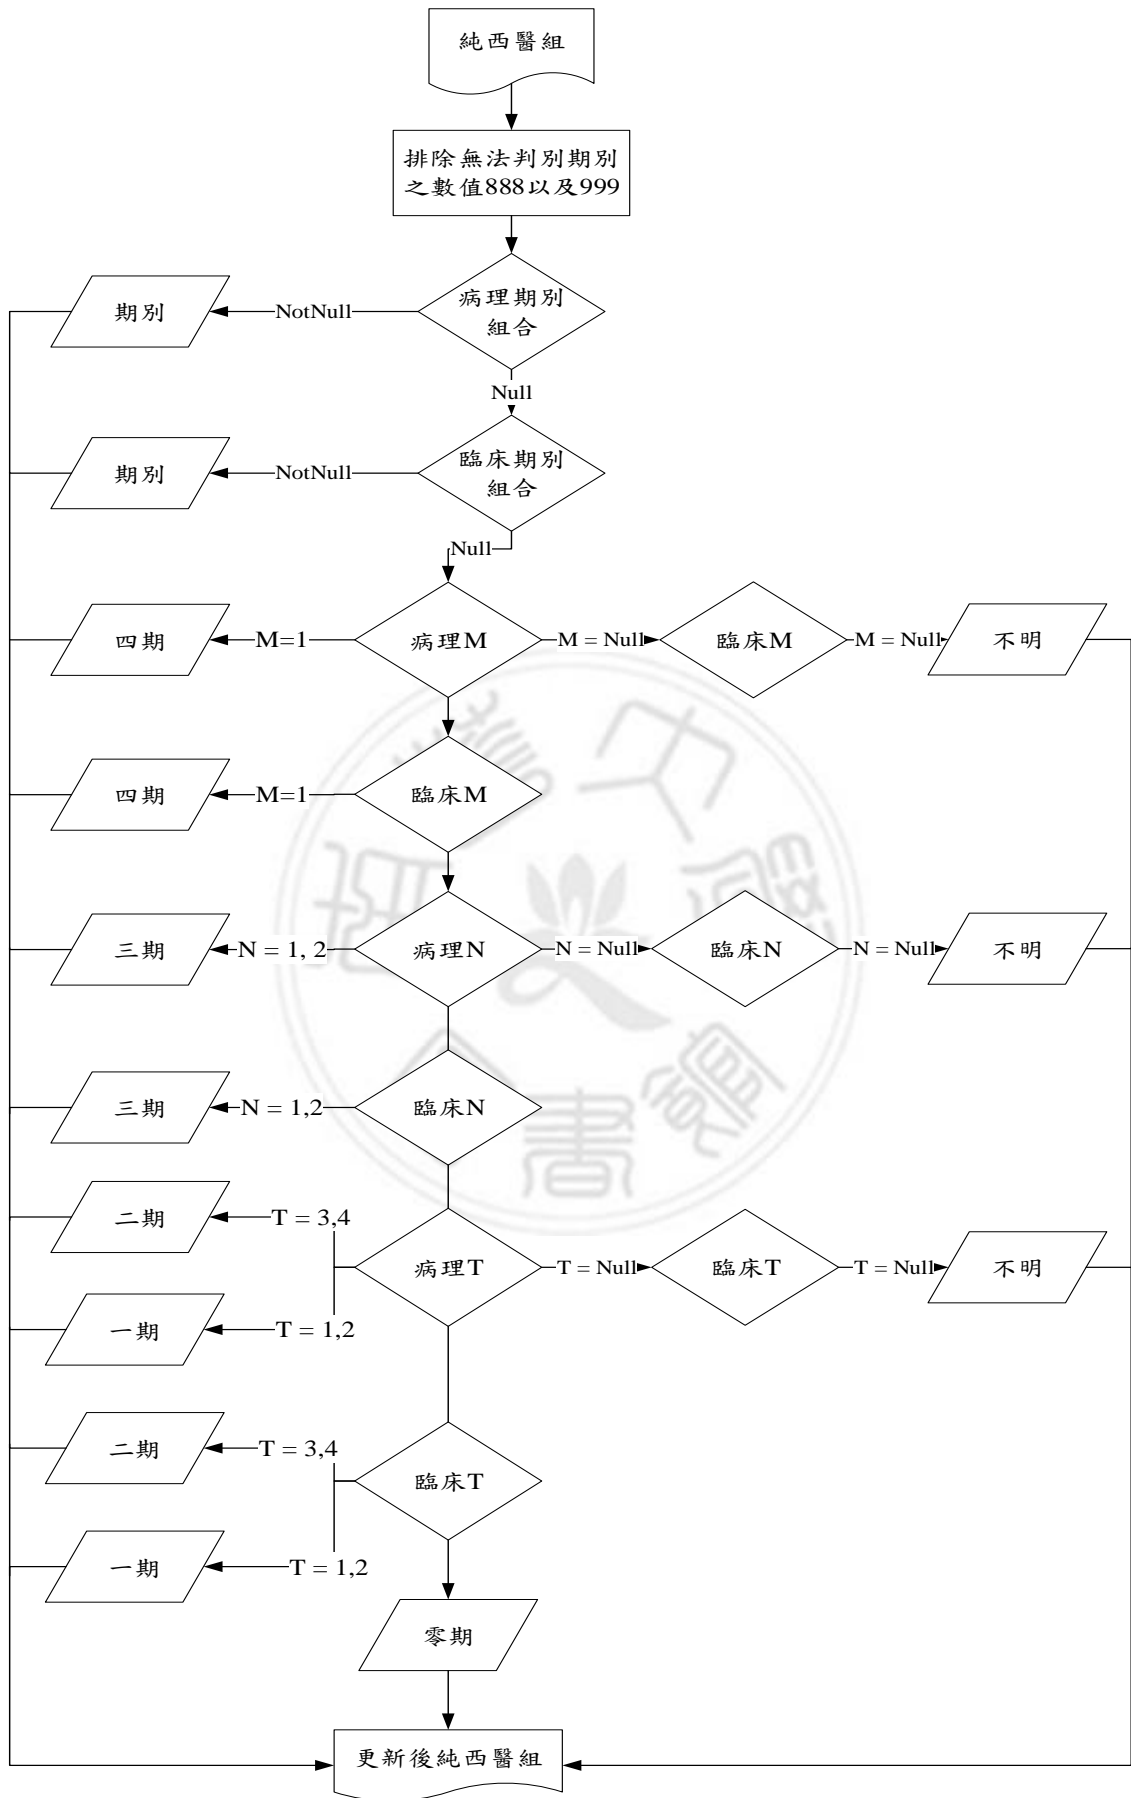 純西醫組
排除無法判別期別
之數值888以及999
病理期別
組合
NotNull
期別
Null
臨床期別
組合
NotNull
期別
Null
四期
M=1
病理M
M = Null
臨床M
M = Null
不明
四期
M=1
臨床M
三期
N = 1, 2
病理N
N = Null
臨床N
N = Null
不明
三期
N = 1,2
臨床N
二期
T = 3,4
病理T
T = Null
臨床T
T = Null
不明
一期
T = 1,2
二期
T = 3,4
臨床T
一期
T = 1,2
零期
更新後純西醫組